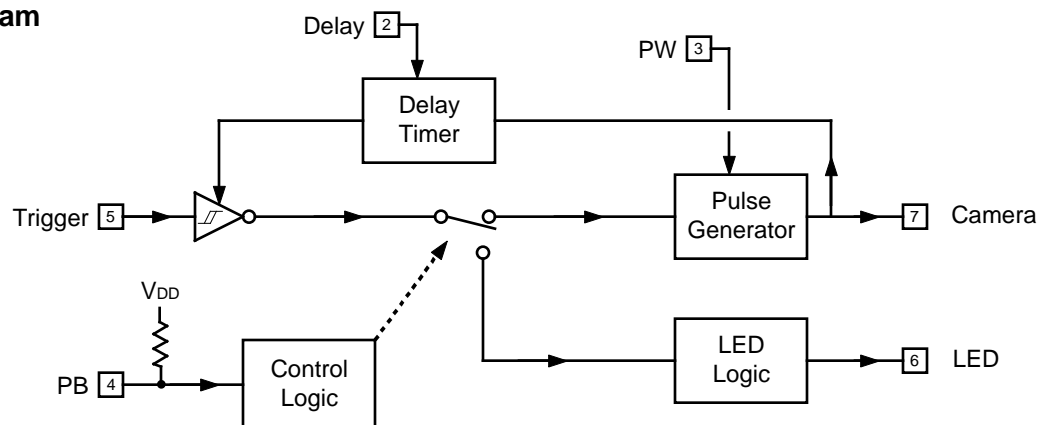 am
Delay 2
PW 3
Delay
Timer
Trigger 5
Pulse
Generator
7 Camera
VDD
PB 4
Control
Logic
LED
Logic
6 LED